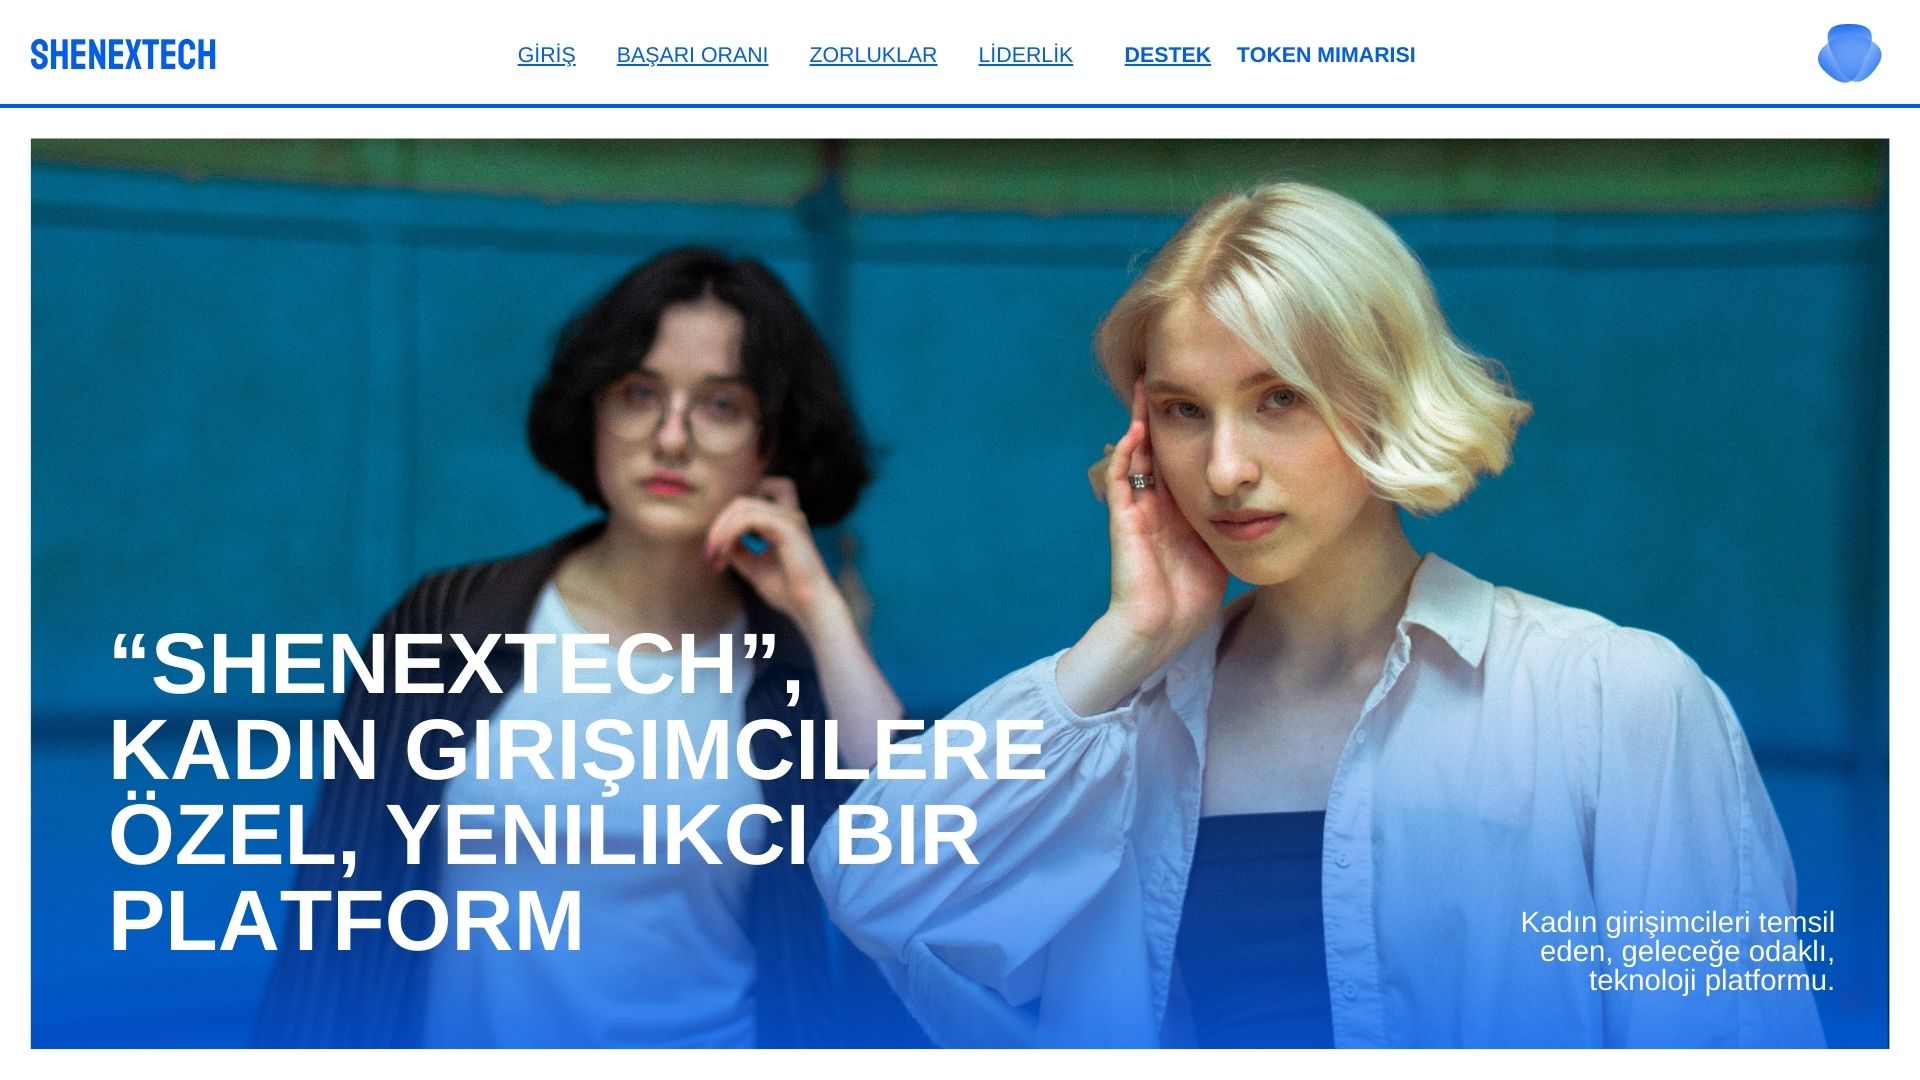 SHENEXTECH
GİRİŞ BAŞARI ORANI ZORLUKLAR LİDERLİK DESTEK TOKEN MIMARISI
“SHENEXTECH”,
KADIN GIRIŞIMCILERE
ÖZEL, YENILIKCI BIR
PLATFORM
Kadın girişimcileri temsil
eden, geleceğe odaklı,
teknoloji platformu.